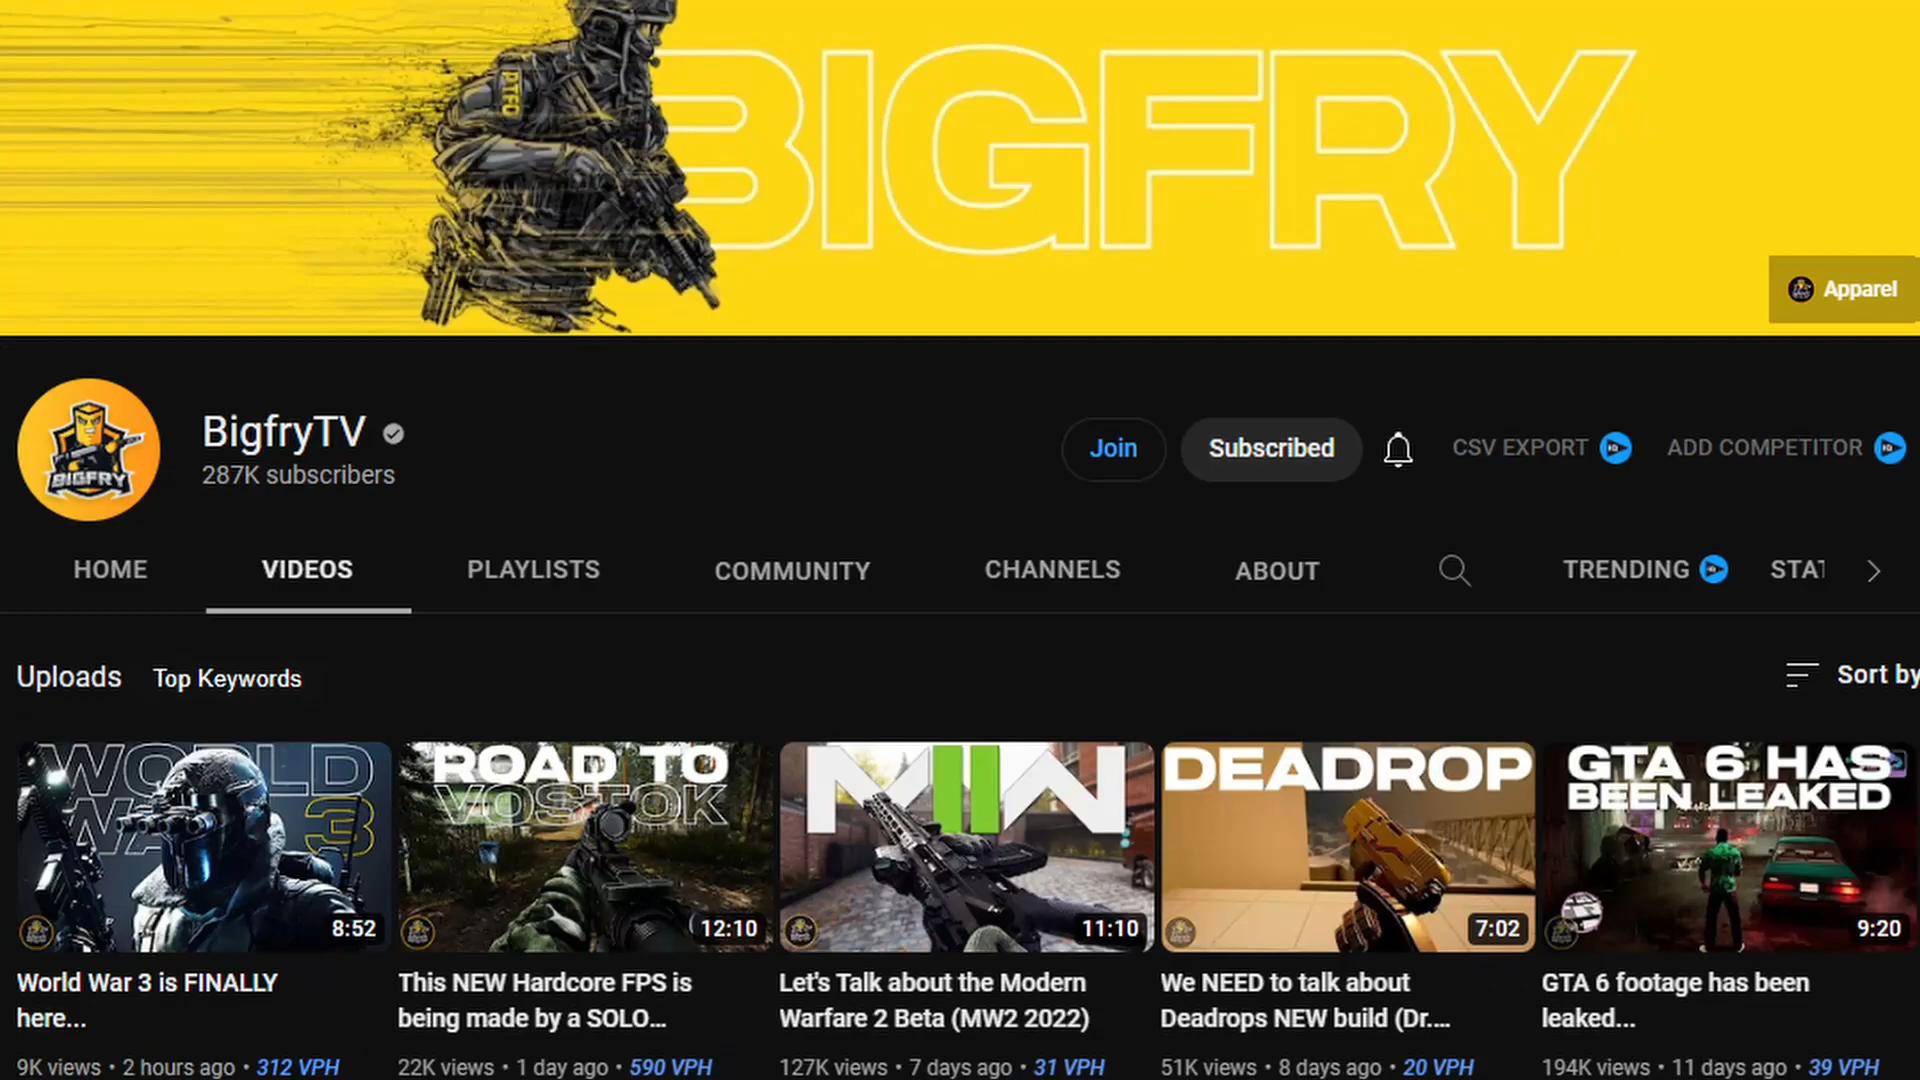 BIGFRY
PTFO
Apparel
BIGFRY
BigfryTV
287K subscribers
Join
Subscribed
CSV EXPORT
ADD COMPETITOR
HOME
VIDEOS
PLAYLISTS
COMMUNITY
CHANNELS
ABOUT
TRENDING
STAT
Uploads
Top Keywords
Sort by
WORLD
WAR 3
8:52
ROAD TO
VOSTOK
12:10
MWII
11:10
DEADROP
7:02
GTA 6 HAS
BEEN LEAKED
9:20
World War 3 is FINALLY
here...
9K views • 2 hours ago • 312 VPH
This NEW Hardcore FPS is
being made by a SOLO...
22K views • 1 day ago • 590 VPH
Let's Talk about the Modern
Warfare 2 Beta (MW2 2022)
127K views • 7 days ago • 31 VPH
We NEED to talk about
Deadrops NEW build (Dr....
51K views • 8 days ago • 20 VPH
GTA 6 footage has been
leaked...
194K views • 11 days ago • 39 VPH